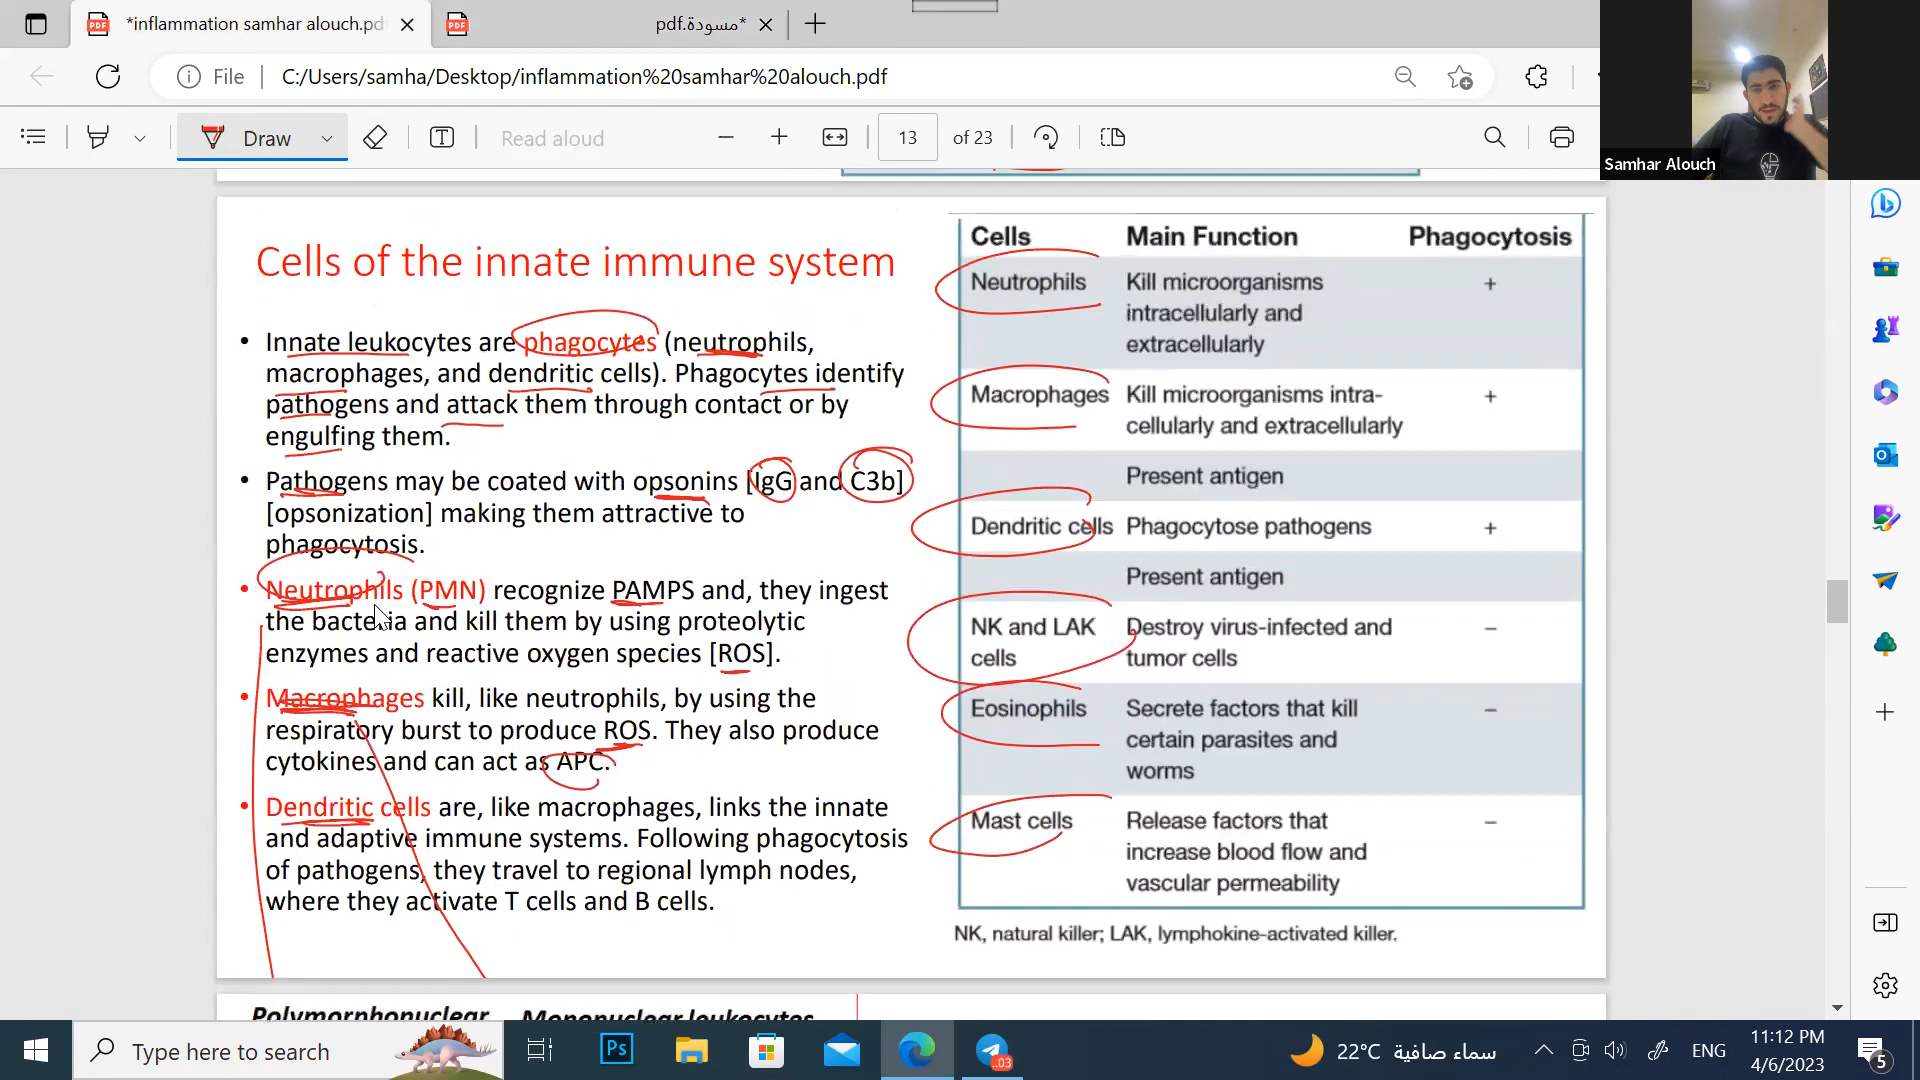 *inflammation samhar alouch.pdf
*مسودة.pdf
File
C:/Users/samha/Desktop/inflammation%20samhar%20alouch.pdf
Draw
Read aloud
13
of 23
Samhar Alouch
Cells of the innate immune system
• Innate leukocytes are phagocytes (neutrophils,
macrophages, and dendritic cells). Phagocytes identify
pathogens and attack them through contact or by
engulfing them.
• Pathogens may be coated with opsonins [IgG and C3b]
[opsonization] making them attractive to
phagocytosis.
• Neutrophils (PMN) recognize PAMPS and, they ingest
the bacteria and kill them by using proteolytic
enzymes and reactive oxygen species [ROS].
• Macrophages kill, like neutrophils, by using the
respiratory burst to produce ROS. They also produce
cytokines and can act as APC.
• Dendritic cells are, like macrophages, links the innate
and adaptive immune systems. Following phagocytosis
of pathogens, they travel to regional lymph nodes,
where they activate T cells and B cells.
Cells Main Function Phagocytosis
Neutrophils Kill microorganisms +
intracellularly and
extracellularly
Macrophages Kill microorganisms intra- +
cellularly and extracellularly
Present antigen
Dendritic cells Phagocytose pathogens +
Present antigen
NK and LAK Destroy virus-infected and –
cells tumor cells
Eosinophils Secrete factors that kill –
certain parasites and
worms
Mast cells Release factors that –
increase blood flow and
vascular permeability
NK, natural killer; LAK, lymphokine-activated killer.
Polymorphonuclear Mononuclear leukocytes
Type here to search
Ps
..03
22°C سماء صافية
ENG
11:12 PM
4/6/2023
5